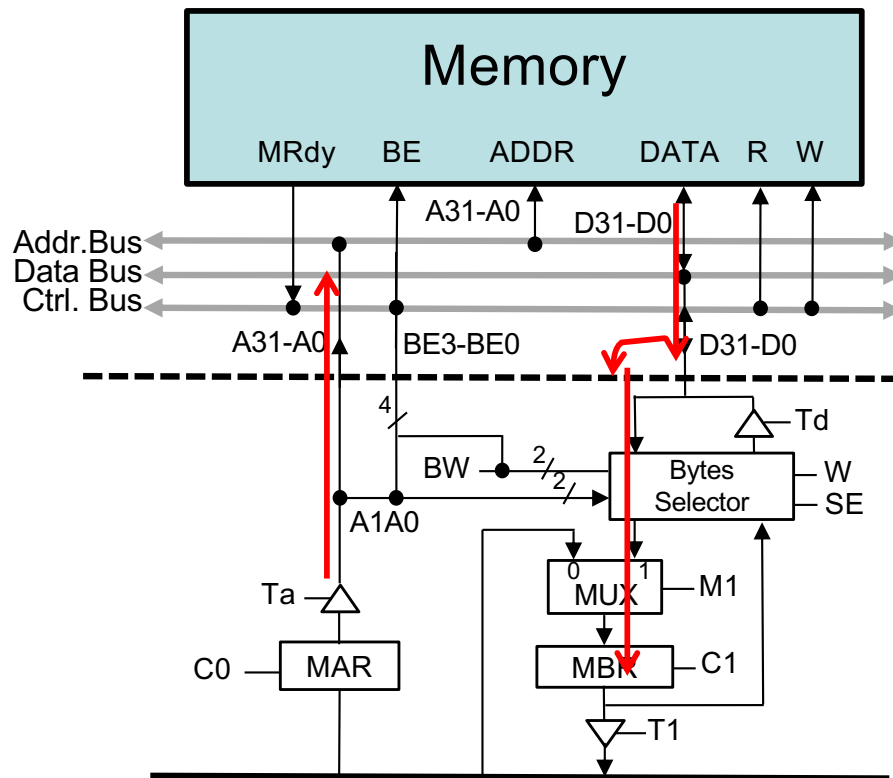 Memory
MRdy BE ADDR DATA R W
A31-A0 D31-D0
Addr.Bus
Data Bus
Ctrl. Bus
A31-A0 BE3-BE0 D31-D0
4
Td
BW 2 Bytes W
2 Selector SE
A1A0
0 1
Ta MUX M1
C0 MAR MBR C1
T1